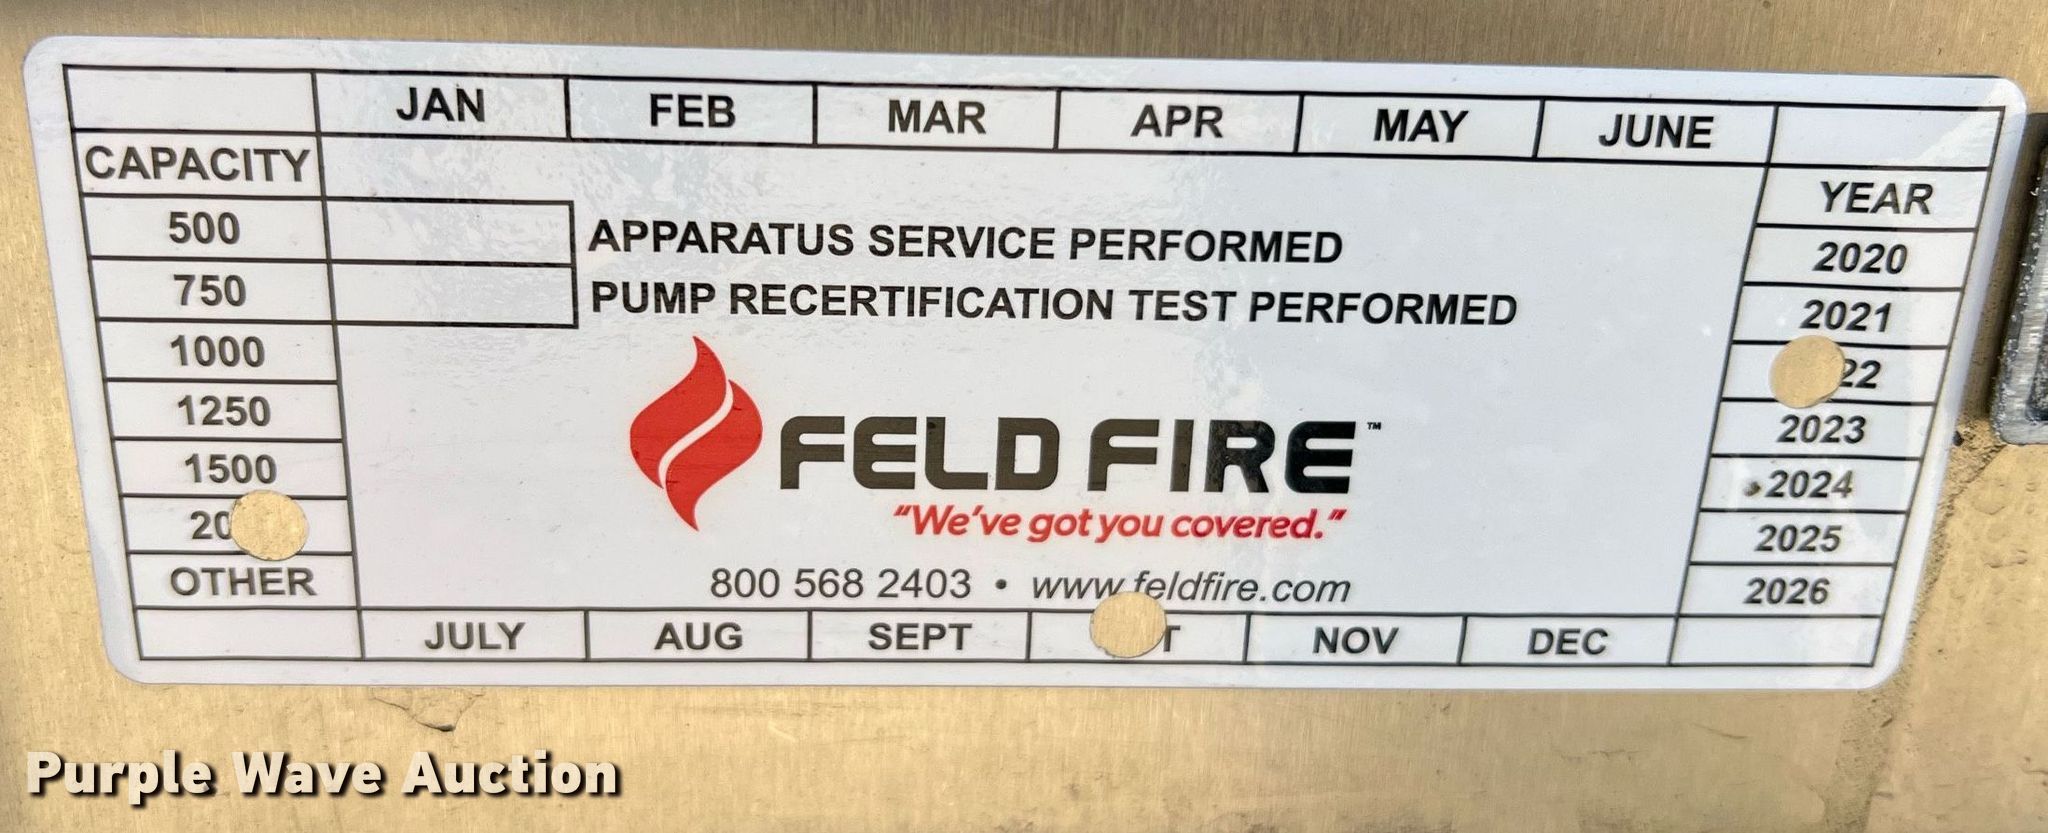 JAN FEB MAR APR MAY JUNE
CAPACITY
YEAR
500
APPARATUS SERVICE PERFORMED
2020
750
PUMP RECERTIFICATION TEST PERFORMED
2021
1000
22
1250
FELD FIRE™
2023
1500
2024
20
"We've got you covered."
2025
OTHER
800 568 2403 • www.feldfire.com
2026
JULY AUG SEPT T NOV DEC
Purple Wave Auction